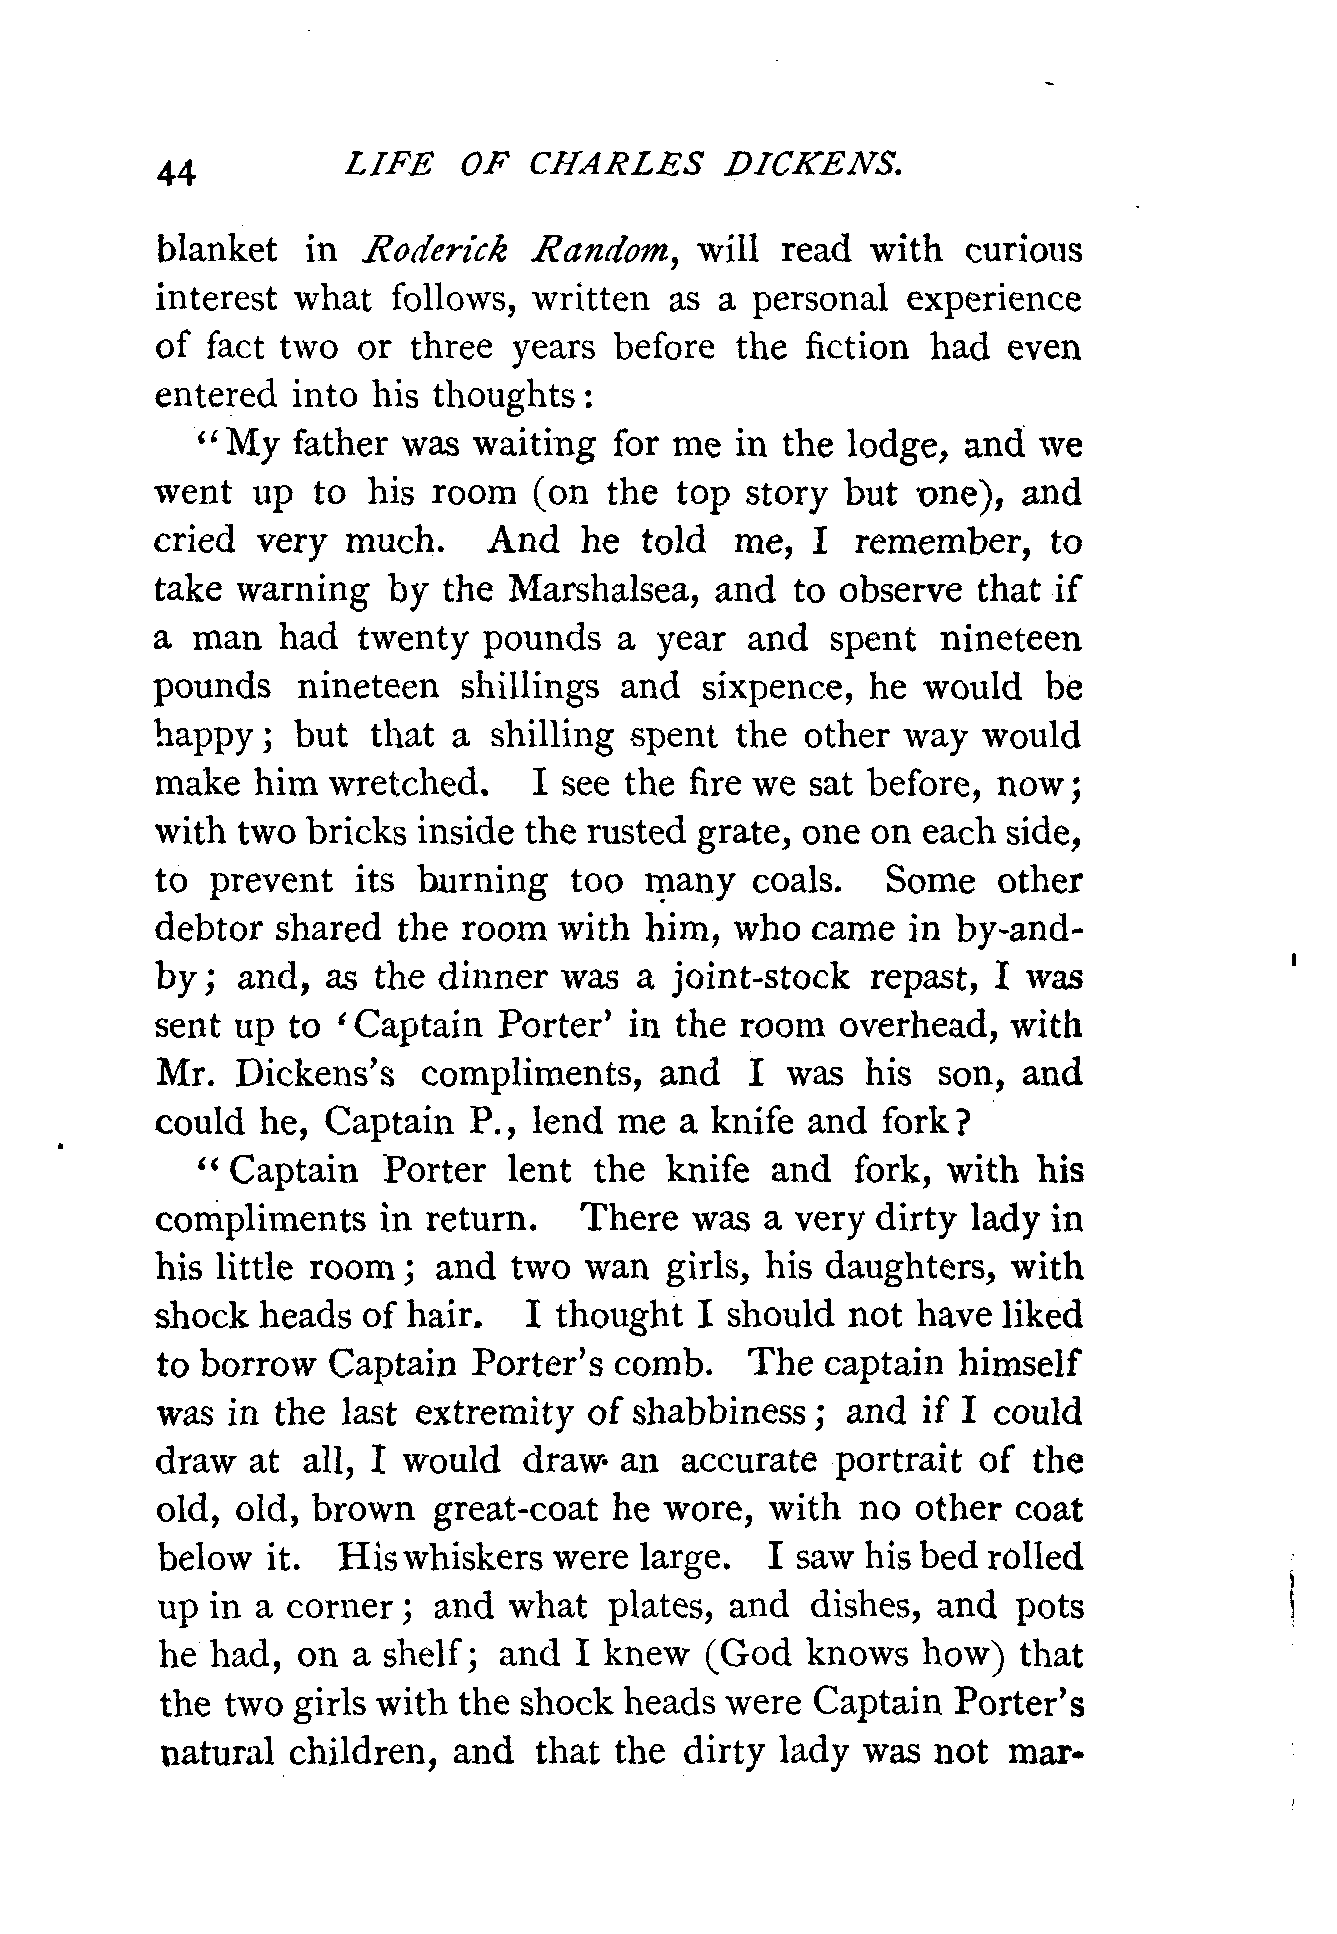 44 LIFE OF CHARLES DICKENS.
blanket in Roderick Random, will read with curious
interest what follows, written as a personal experience
of fact two or three years before the fiction had even
entered into his thoughts:
"My father was waiting for me in the lodge, and we
went up to his room (on the top story but one), and
cried very much. And he told me, I remember, to
take warning by the Marshalsea, and to observe that if
a man had twenty pounds a year and spent nineteen
pounds nineteen shillings and sixpence, he would be
happy; but that a shilling spent the other way would
make him wretched. I see the fire we sat before, now;
with two bricks inside the rusted grate, one on each side,
to prevent its burning too many coals. Some other
debtor shared the room with him, who came in by-and-
by; and, as the dinner was a joint-stock repast, I was
sent up to 'Captain Porter' in the room overhead, with
Mr. Dickens's compliments, and I was his son, and
could he, Captain P., lend me a knife and fork?
"Captain Porter lent the knife and fork, with his
compliments in return. There was a very dirty lady in
his little room; and two wan girls, his daughters, with
shock heads of hair. I thought I should not have liked
to borrow Captain Porter's comb. The captain himself
was in the last extremity of shabbiness; and if I could
draw at all, I would draw an accurate portrait of the
old, old, brown great-coat he wore, with no other coat
below it. His whiskers were large. I saw his bed rolled
up in a corner; and what plates, and dishes, and pots
he had, on a shelf; and I knew (God knows how) that
the two girls with the shock heads were Captain Porter's
natural children, and that the dirty lady was not mar-